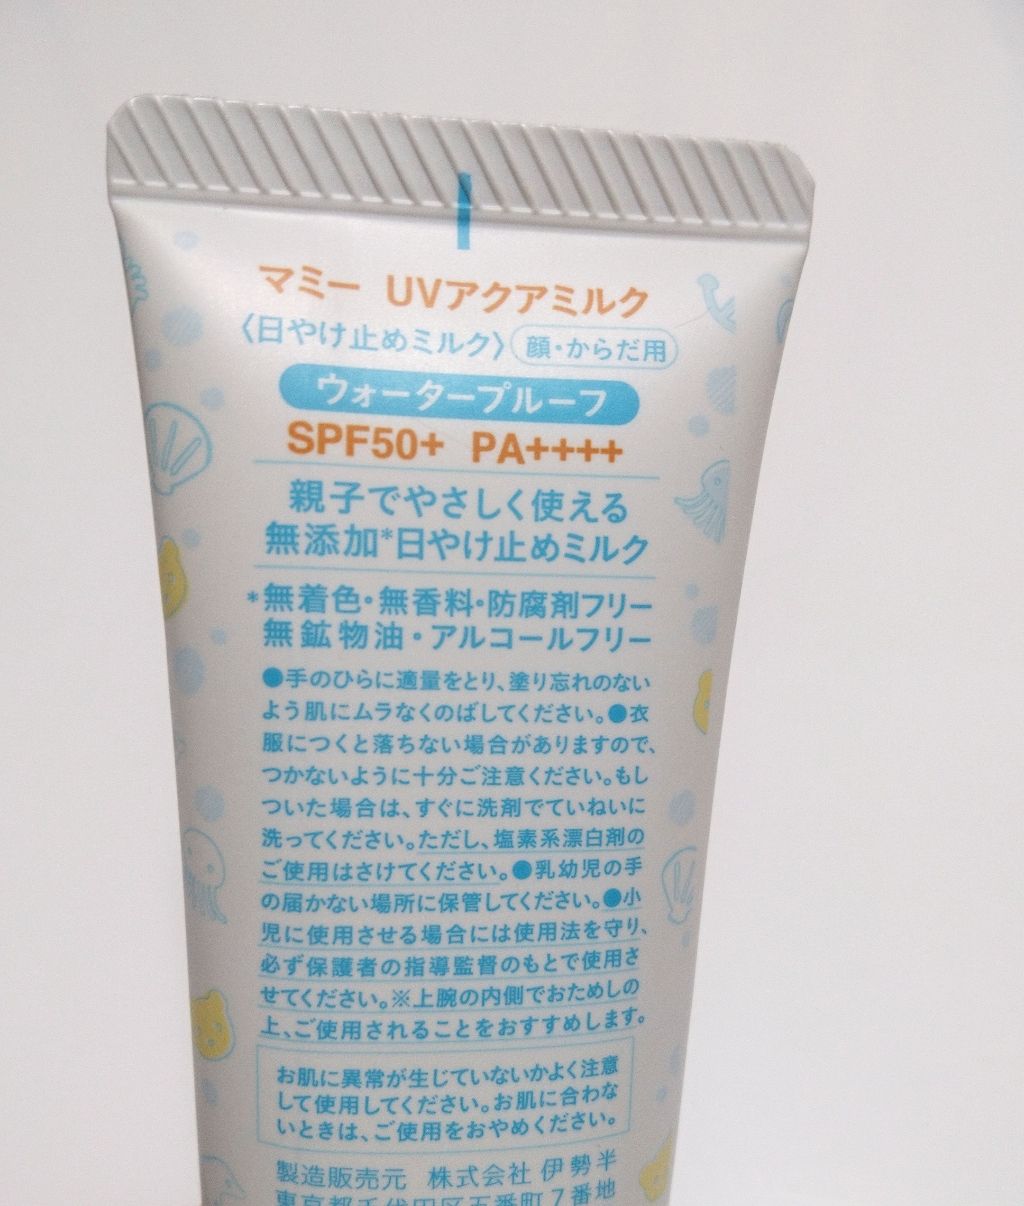 マミー UVアクアミルク
〈日やけ止めミルク〉 顔・からだ用
ウォータープルーフ
SPF50+ PA++++
親子でやさしく使える
無添加*日やけ止めミルク
*無着色・無香料・防腐剤フリー
無鉱物油・アルコールフリー
●手のひらに適量をとり、塗り忘れのない
よう肌にムラなくのばしてください。●衣
服につくと落ちない場合がありますので、
つかないように十分ご注意ください。もし
ついた場合は、すぐに洗剤でていねいに
洗ってください。ただし、塩素系漂白剤の
ご使用はさけてください。●乳幼児の手
の届かない場所に保管してください。●小
児に使用させる場合には使用法を守り、
必ず保護者の指導監督のもとで使用さ
せてください。※上腕の内側でおためしの
上、ご使用されることをおすすめします。
お肌に異常が生じていないかよく注意
して使用してください。お肌に合わな
いときは、ご使用をおやめください。
製造販売元 株式会社 伊勢半
東京都千代田区五番町7番地